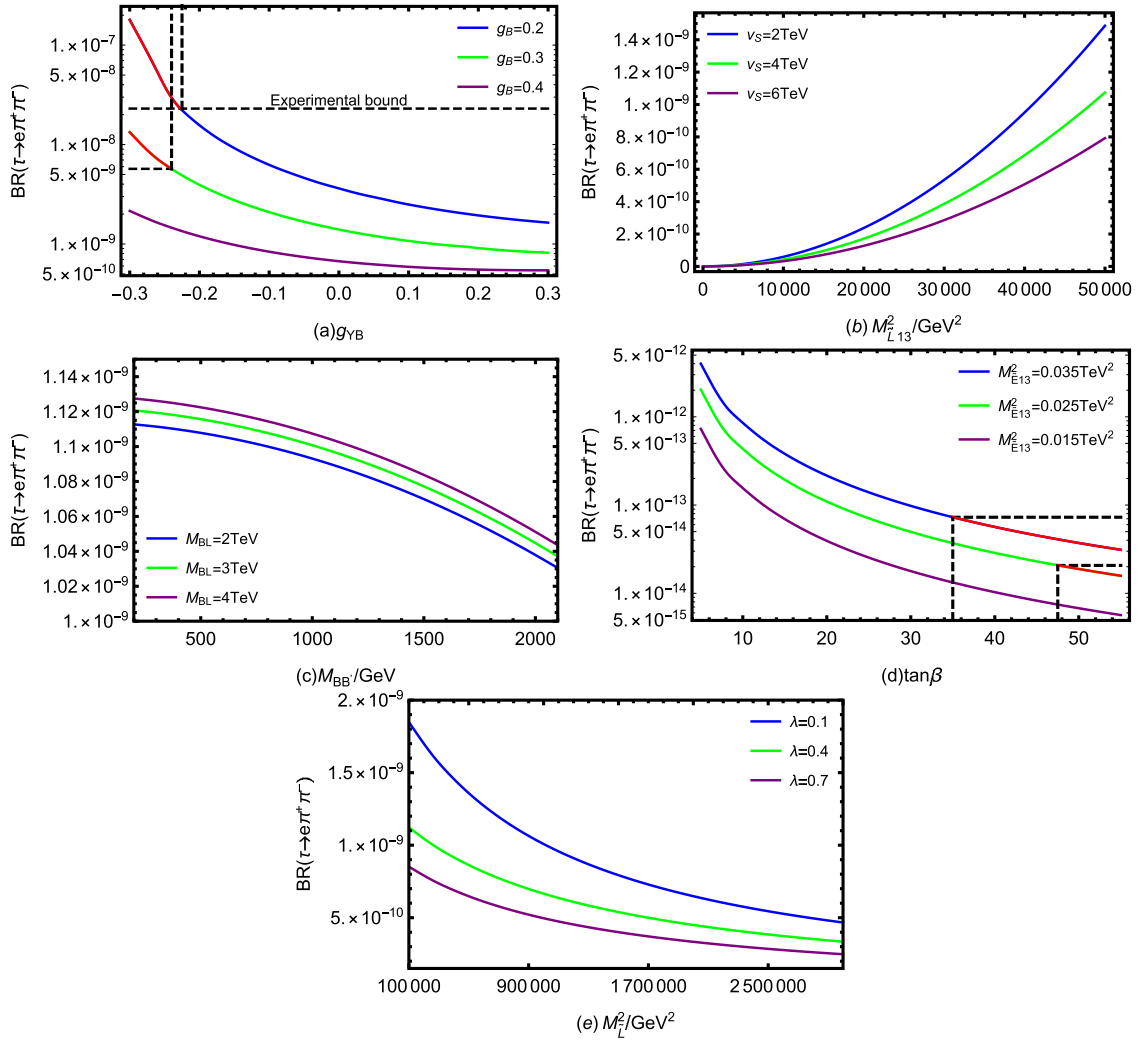 BR(τ→eπ⁺π⁻)
1.×10⁻⁷
5.×10⁻⁸
1.×10⁻⁸
5.×10⁻⁹
1.×10⁻⁹
5.×10⁻¹⁰
g_B=0.2
g_B=0.3
g_B=0.4
Experimental bound
−0.3 −0.2 −0.1 0.0 0.1 0.2 0.3
(a)g_YB
BR(τ→eπ⁺π⁻)
1.4×10⁻⁹
1.2×10⁻⁹
1.×10⁻⁹
8.×10⁻¹⁰
6.×10⁻¹⁰
4.×10⁻¹⁰
2.×10⁻¹⁰
0
v_S=2TeV
v_S=4TeV
v_S=6TeV
0 10 000 20 000 30 000 40 000 50 000
(b) M²_L̃13/GeV²
BR(τ→eπ⁺π⁻)
1.14×10⁻⁹
1.12×10⁻⁹
1.10×10⁻⁹
1.08×10⁻⁹
1.06×10⁻⁹
1.04×10⁻⁹
1.02×10⁻⁹
1.×10⁻⁹
M_BL=2TeV
M_BL=3TeV
M_BL=4TeV
500 1000 1500 2000
(c)M_BB'/GeV
BR(τ→eπ⁺π⁻)
5.×10⁻¹²
1.×10⁻¹²
5.×10⁻¹³
1.×10⁻¹³
5.×10⁻¹⁴
1.×10⁻¹⁴
5.×10⁻¹⁵
M²_Ẽ13=0.035TeV²
M²_Ẽ13=0.025TeV²
M²_Ẽ13=0.015TeV²
10 20 30 40 50
(d)tanβ
BR(τ→eπ⁺π⁻)
2.×10⁻⁹
1.5×10⁻⁹
1.×10⁻⁹
5.×10⁻¹⁰
λ=0.1
λ=0.4
λ=0.7
100 000 900 000 1 700 000 2 500 000
(e) M²_L̃/GeV²